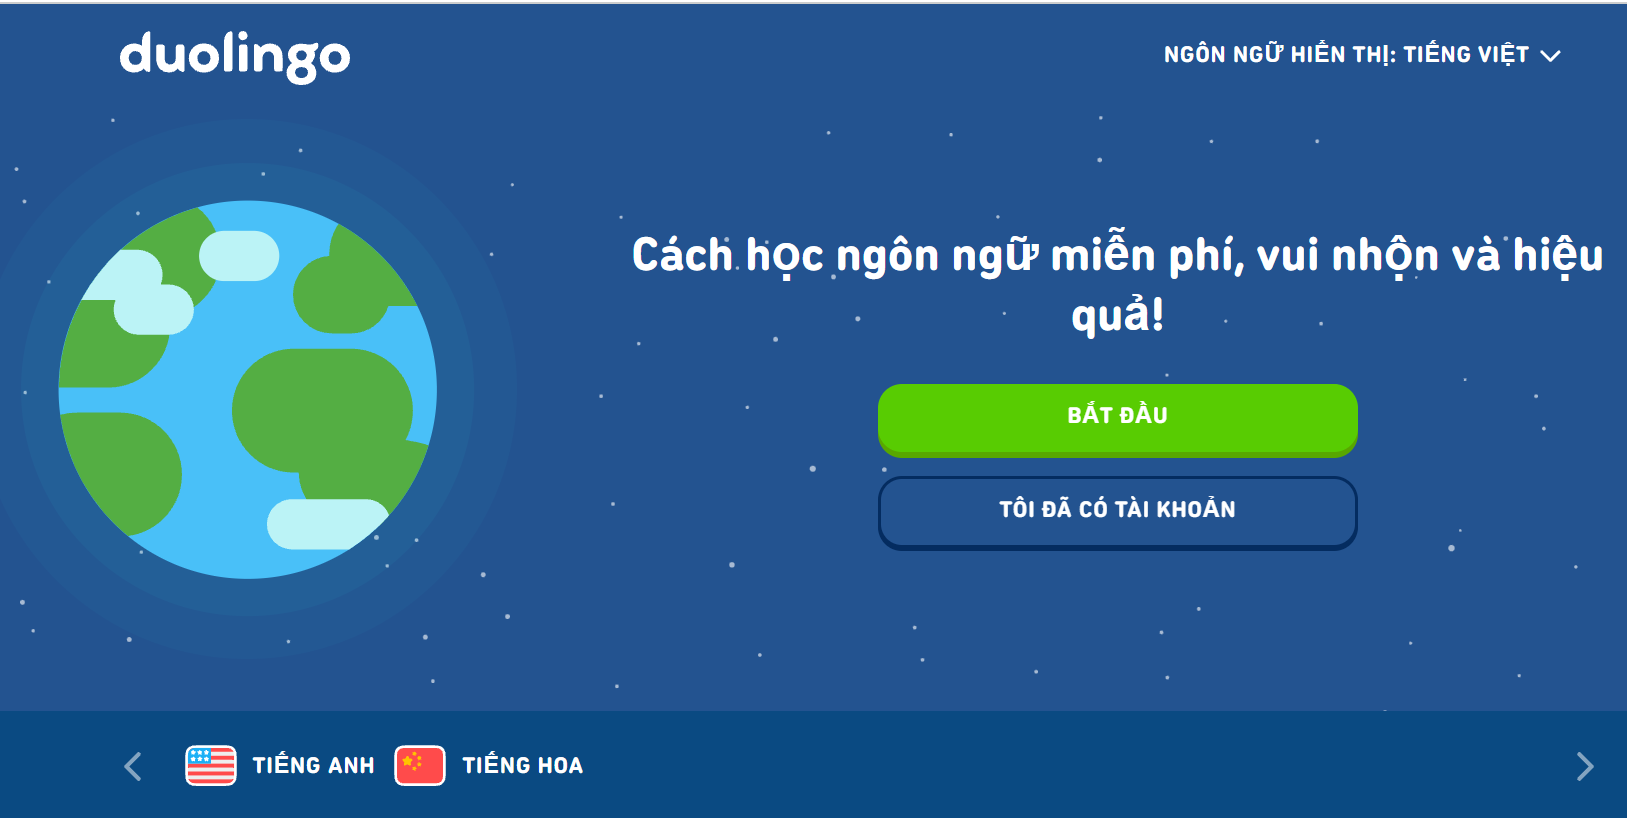 duolingo
NGÔN NGỮ HIỂN THỊ: TIẾNG VIỆT
Cách học ngôn ngữ miễn phí, vui nhộn và hiệu
quả!
BẮT ĐẦU
TÔI ĐÃ CÓ TÀI KHOẢN
TIẾNG ANH
TIẾNG HOA